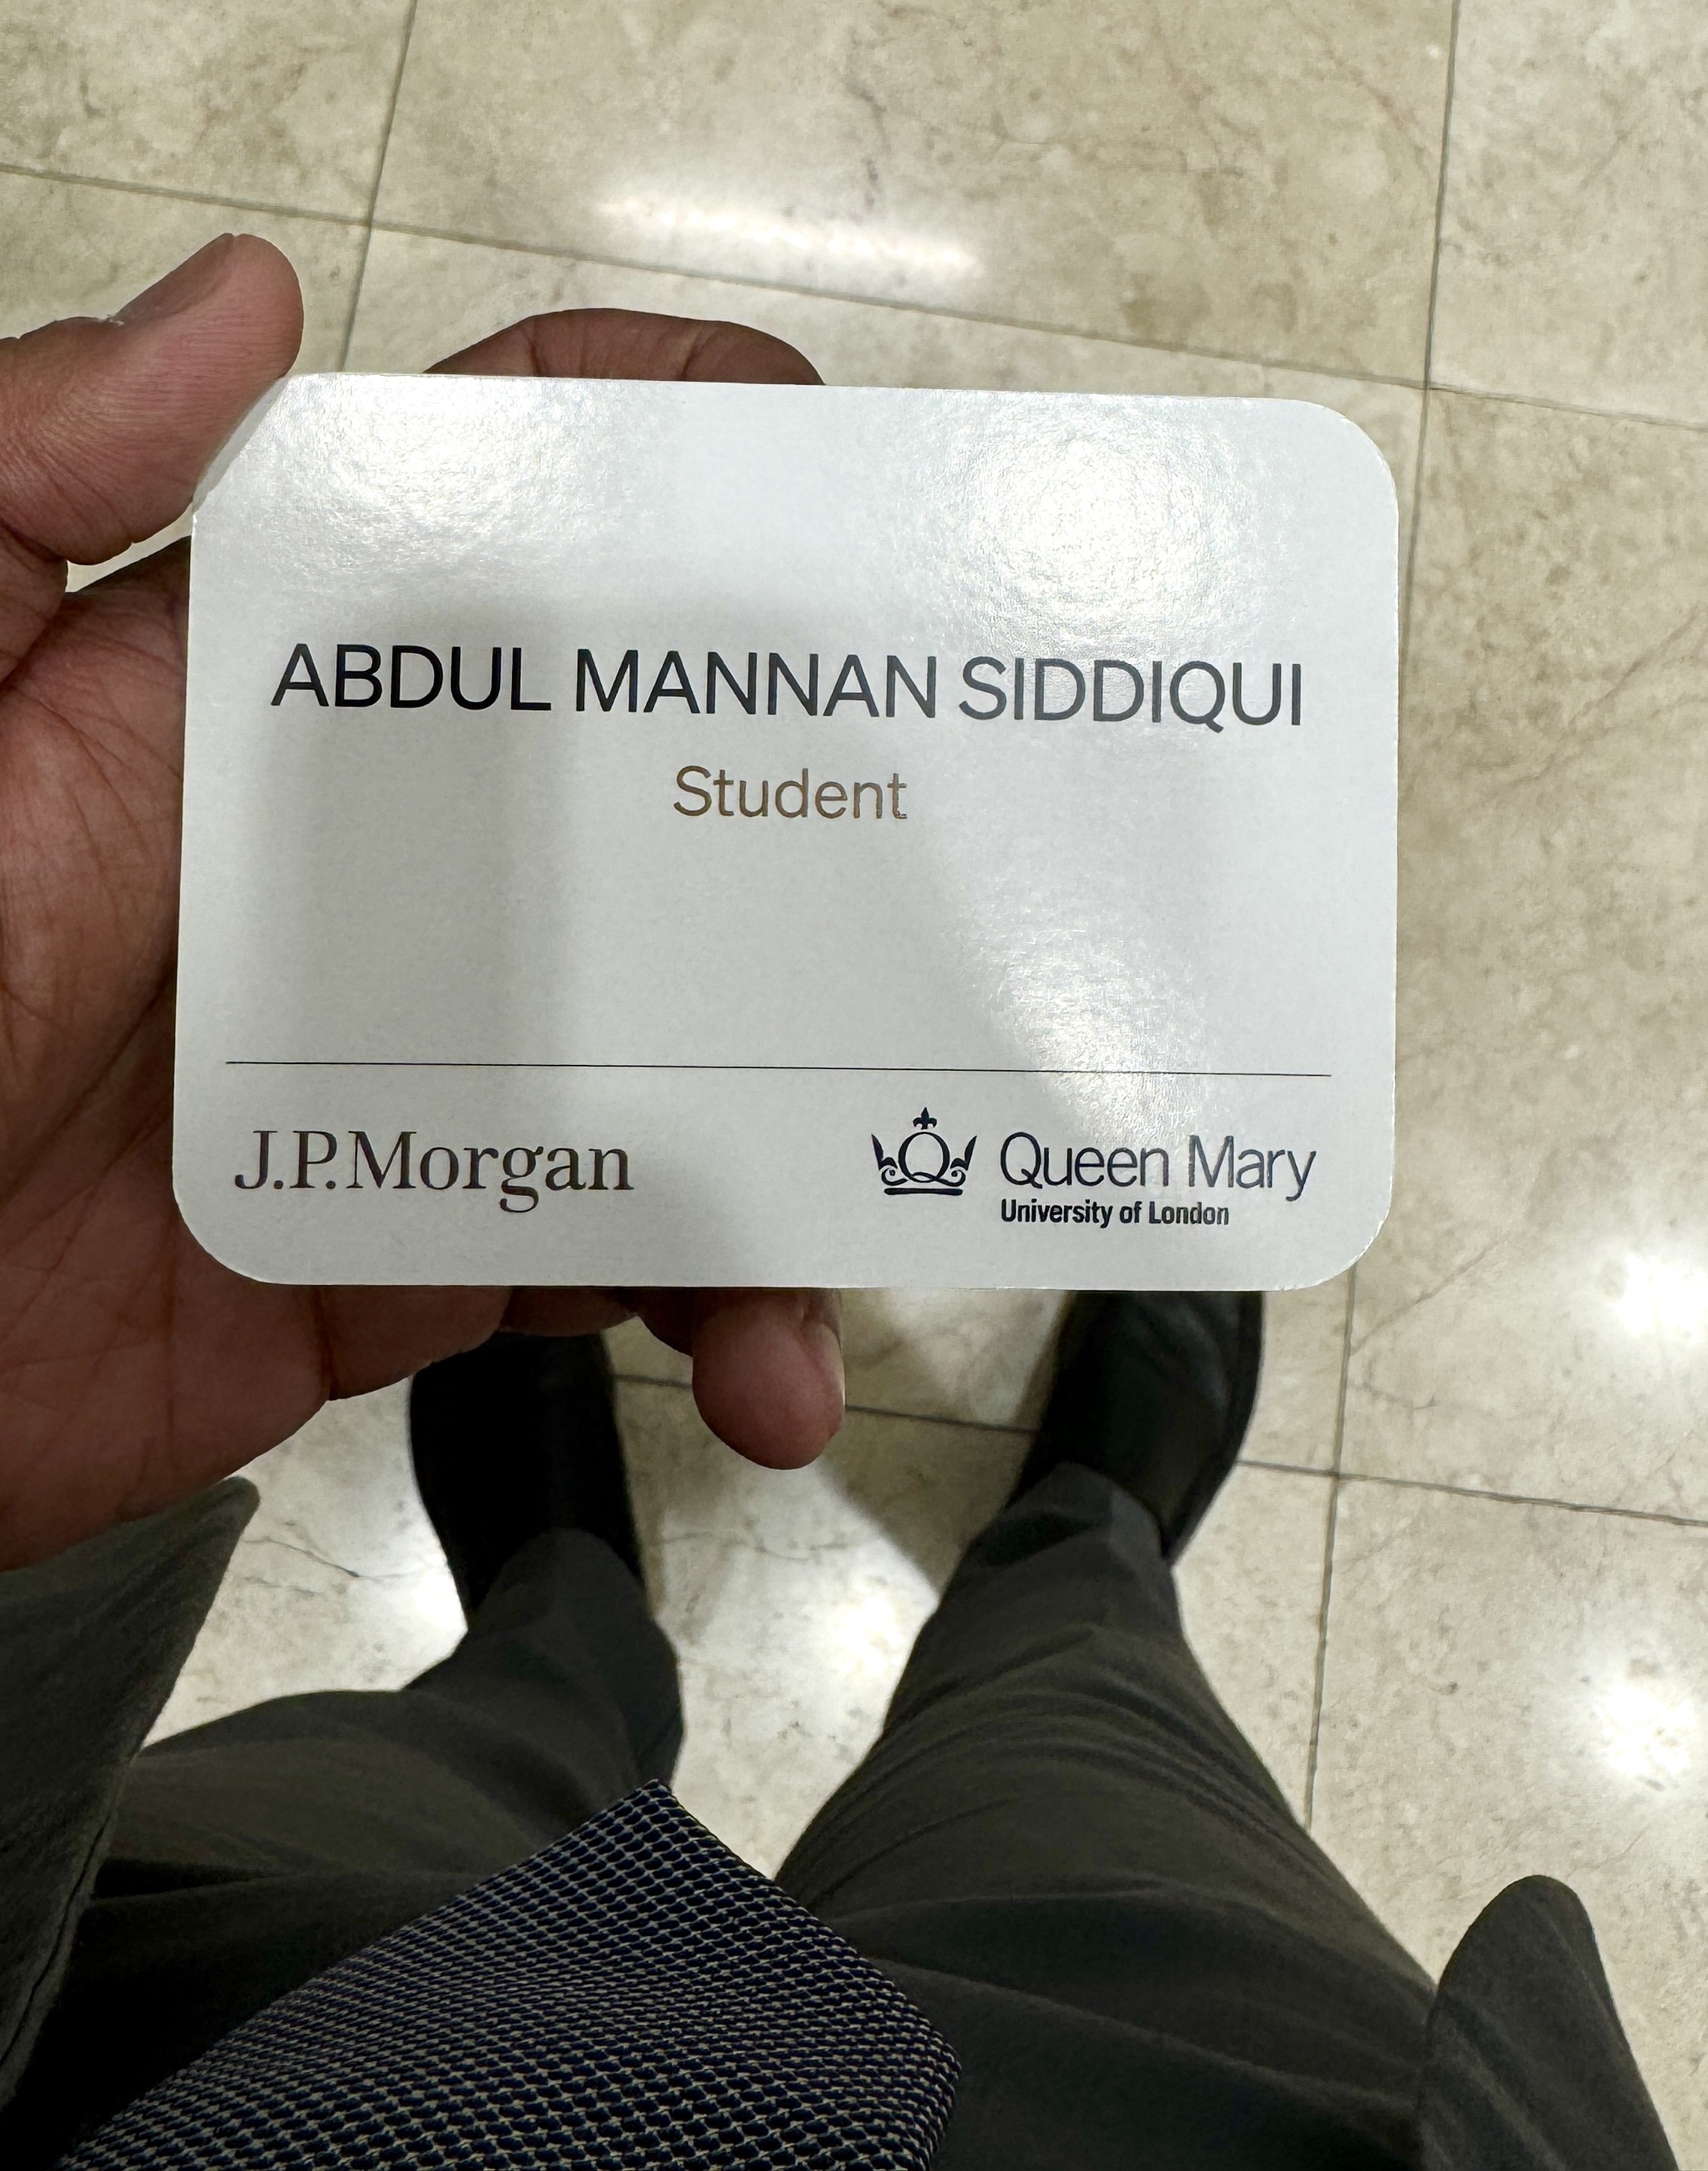 ABDUL MANNAN SIDDIQUI
Student
J.P.Morgan
Queen Mary
University of London